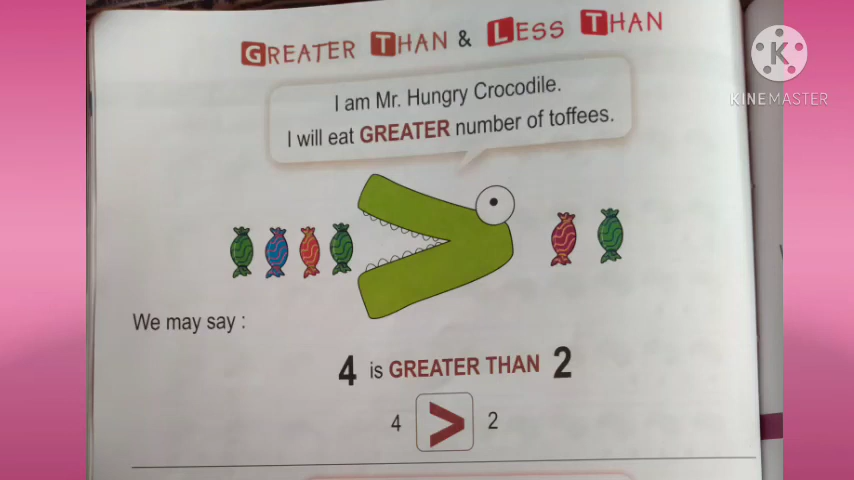 GREATER THAN & LESS THAN
I am Mr. Hungry Crocodile.
I will eat GREATER number of toffees.
We may say :
4 is GREATER THAN 2
4 > 2
K
KINEMASTER